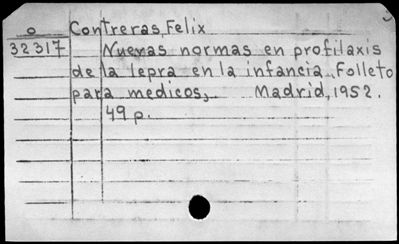 o Contreras, Felix
32317 Nuevas normas en profilaxis
de la lepra en la infancia. Folleto
para medicos, Madrid, 1952.
49 p.